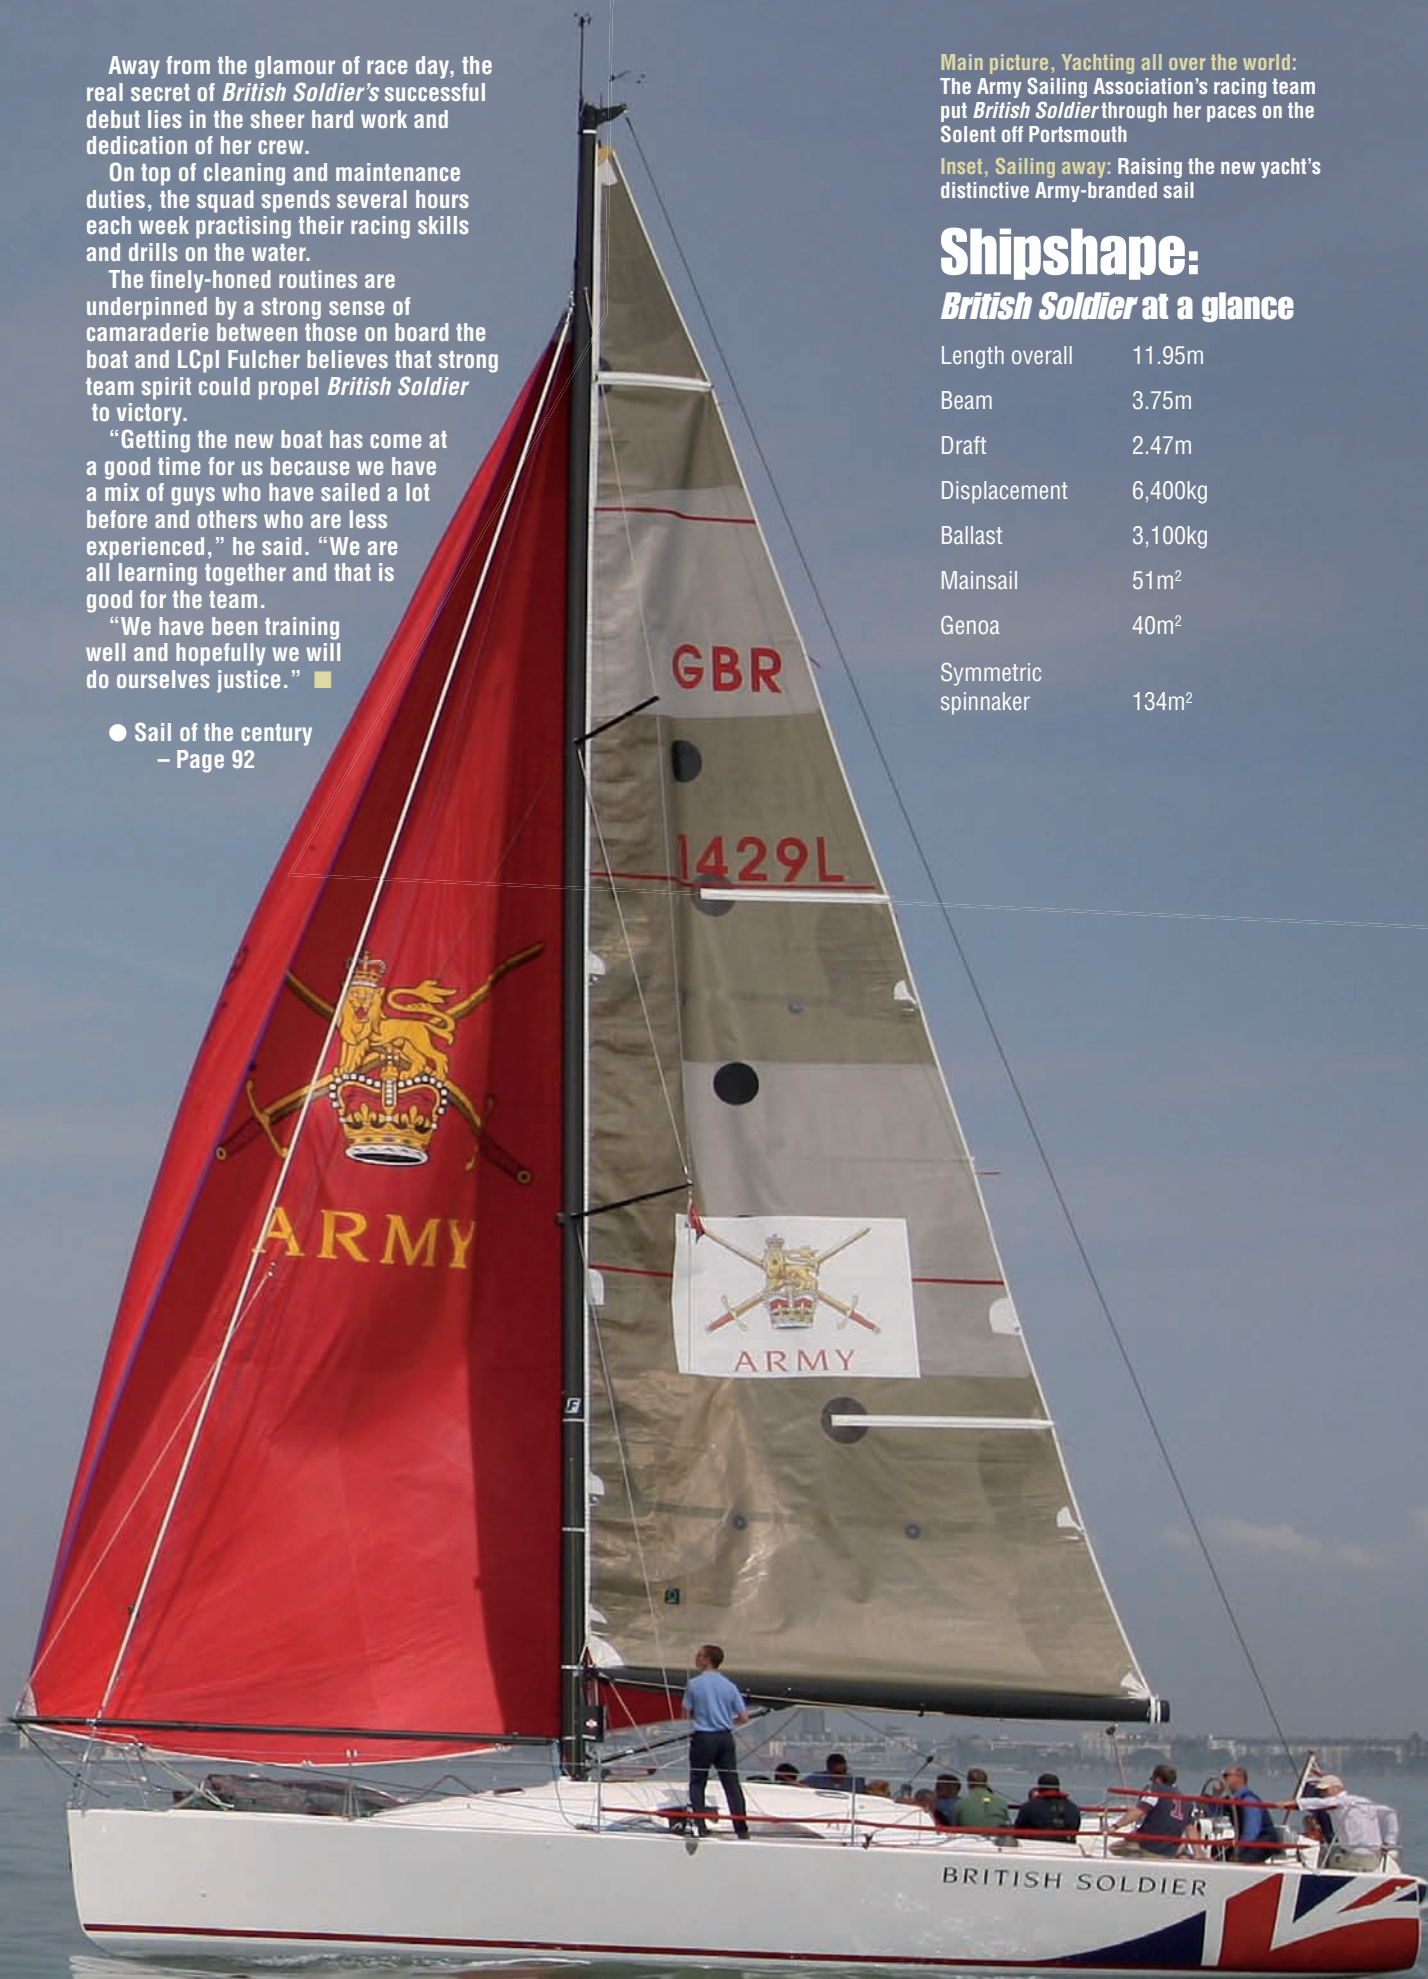 Away from the glamour of race day, the
real secret of British Soldier's successful
debut lies in the sheer hard work and
dedication of her crew.
On top of cleaning and maintenance
duties, the squad spends several hours
each week practising their racing skills
and drills on the water.
The finely-honed routines are
underpinned by a strong sense of
camaraderie between those on board the
boat and LCpl Fulcher believes that strong
team spirit could propel British Soldier
to victory.
“Getting the new boat has come at
a good time for us because we have
a mix of guys who have sailed a lot
before and others who are less
experienced,” he said. “We are
all learning together and that is
good for the team.
“We have been training
well and hopefully we will
do ourselves justice.” ■
● Sail of the century
– Page 92
Main picture, Yachting all over the world:
The Army Sailing Association’s racing team
put British Soldier through her paces on the
Solent off Portsmouth
Inset, Sailing away: Raising the new yacht’s
distinctive Army-branded sail
Shipshape:
British Soldier at a glance
Length overall 11.95m
Beam 3.75m
Draft 2.47m
Displacement 6,400kg
Ballast 3,100kg
Mainsail 51m²
Genoa 40m²
Symmetric
spinnaker 134m²
GBR
1429L
ARMY
ARMY
F
BRITISH SOLDIER